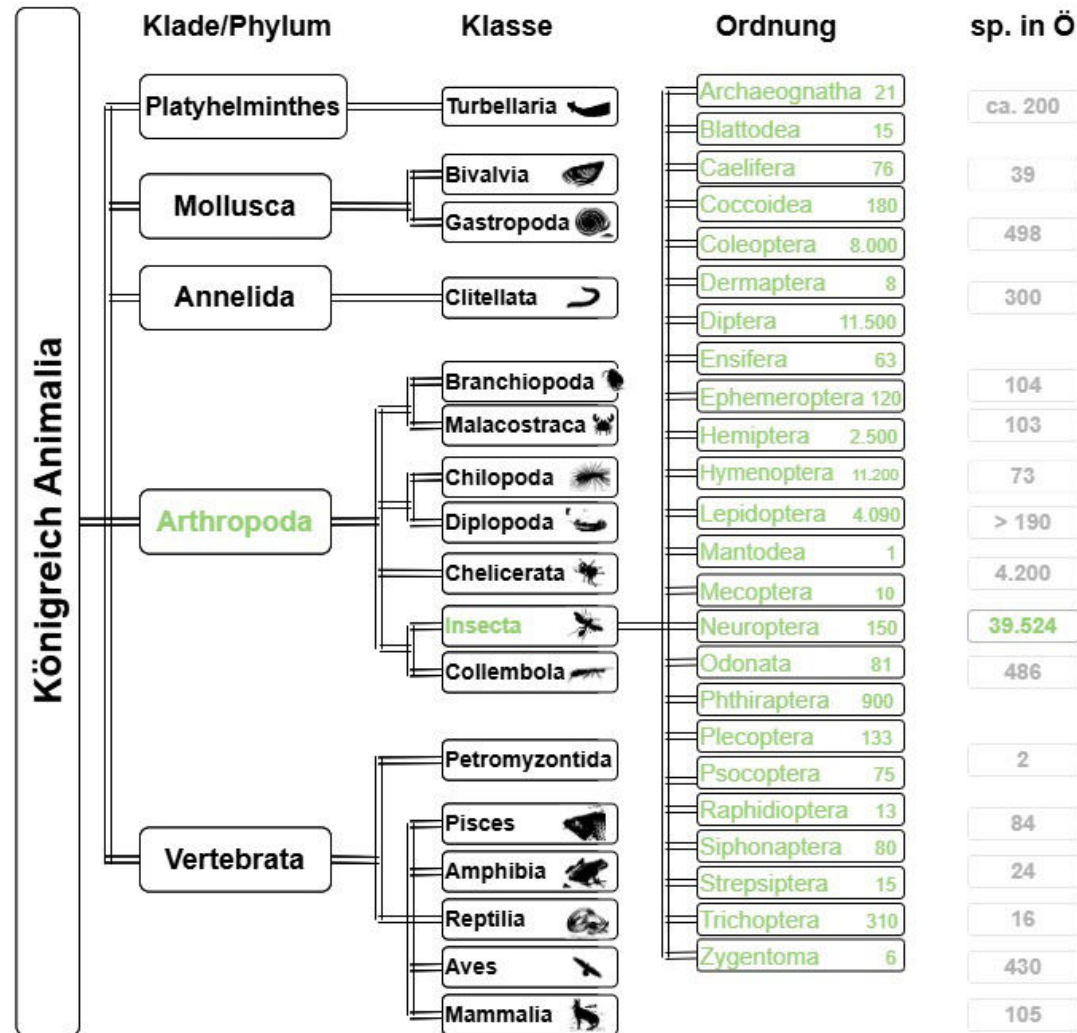 Klade/Phylum Klasse Ordnung sp. in Ö
Königreich Animalia
Platyhelminthes
Mollusca
Annelida
Arthropoda
Vertebrata
Turbellaria
Bivalvia
Gastropoda
Clitellata
Branchiopoda
Malacostraca
Chilopoda
Diplopoda
Chelicerata
Insecta
Collembola
Petromyzontida
Pisces
Amphibia
Reptilia
Aves
Mammalia
Archaeognatha 21
Blattodea 15
Caelifera 76
Coccoidea 180
Coleoptera 8.000
Dermaptera 8
Diptera 11.500
Ensifera 63
Ephemeroptera 120
Hemiptera 2.500
Hymenoptera 11.200
Lepidoptera 4.090
Mantodea 1
Mecoptera 10
Neuroptera 150
Odonata 81
Phthiraptera 900
Plecoptera 133
Psocoptera 75
Raphidioptera 13
Siphonaptera 80
Strepsiptera 15
Trichoptera 310
Zygentoma 6
ca. 200
39
498
300
104
103
73
> 190
4.200
39.524
486
2
84
24
16
430
105